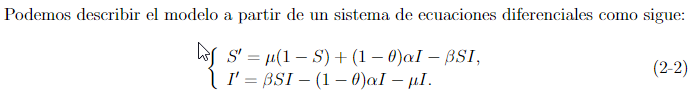 Podemos describir el modelo a partir de un sistema de ecuaciones diferenciales como sigue:
S′ = μ(1 − S) + (1 − θ)αI − βSI,
I′ = βSI − (1 − θ)αI − μI.
(2-2)